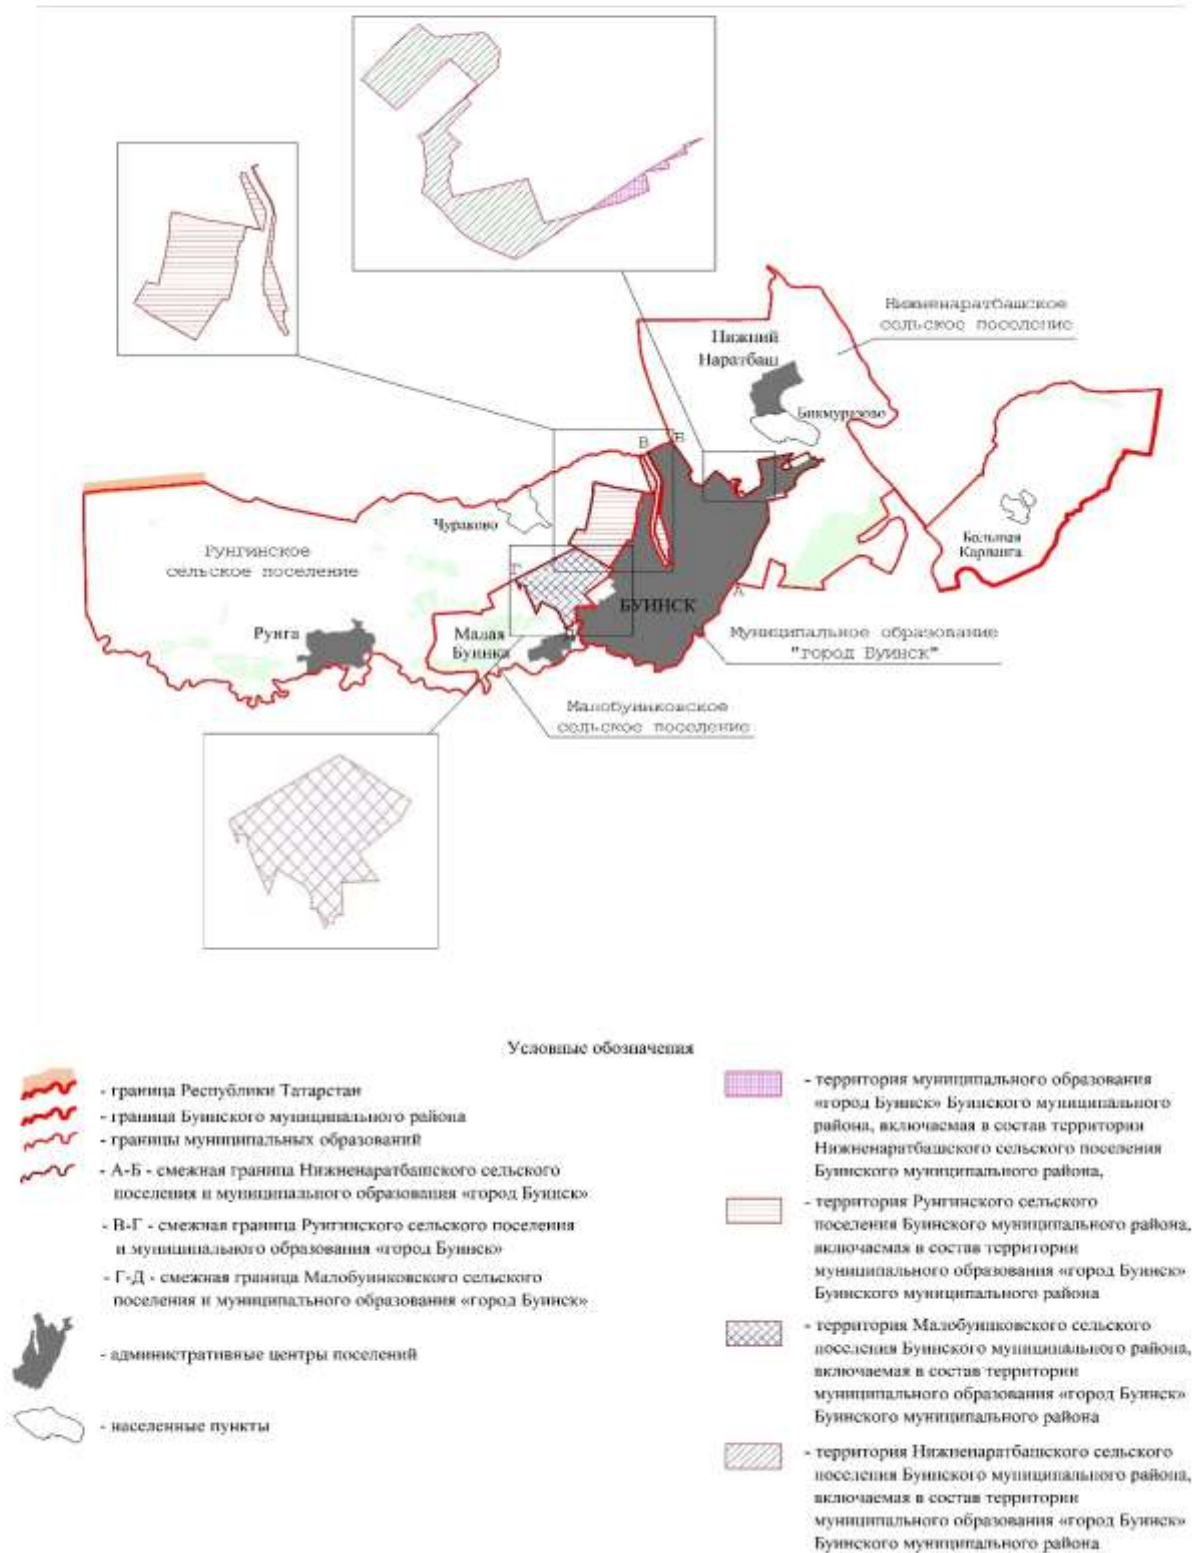 Нижненаратбашское
сельское поселение
Нижний
Наратбаш
Бикмуразово
В
Б
Чураково
Большая
Карланга
Рунгинское
сельское поселение
Г
А
БУИНСК
Рунга
Малая
Буинка
Муниципальное образование
"город Буинск"
Малобуинковское
сельское поселение
Условные обозначения
- граница Республики Татарстан
- граница Буинского муниципального района
- границы муниципальных образований
- А-Б - смежная граница Нижненаратбашского сельского
поселения и муниципального образования «город Буинск»
- В-Г - смежная граница Рунгинского сельского поселения
и муниципального образования «город Буинск»
- Г-Д - смежная граница Малобуинковского сельского
поселения и муниципального образования «город Буинск»
- административные центры поселений
- населенные пункты
- территория муниципального образования
«город Буинск» Буинского муниципального
района, включаемая в состав территории
Нижненаратбашского сельского поселения
Буинского муниципального района,
- территория Рунгинского сельского
поселения Буинского муниципального района,
включаемая в состав территории
муниципального образования «город Буинск»
Буинского муниципального района
- территория Малобуинковского сельского
поселения Буинского муниципального района,
включаемая в состав территории
муниципального образования «город Буинск»
Буинского муниципального района
- территория Нижненаратбашского сельского
поселения Буинского муниципального района,
включаемая в состав территории
муниципального образования «город Буинск»
Буинского муниципального района